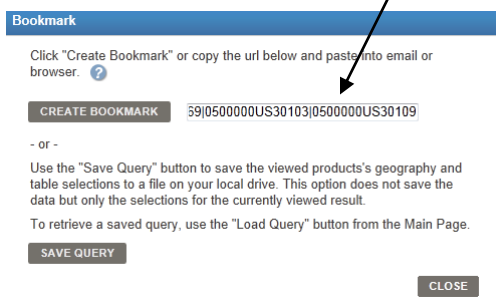 Bookmark
Click "Create Bookmark" or copy the url below and paste into email or
browser. ?
CREATE BOOKMARK 69|0500000US30103|0500000US30109
- or -
Use the "Save Query" button to save the viewed products's geography and
table selections to a file on your local drive. This option does not save the
data but only the selections for the currently viewed result.
To retrieve a saved query, use the "Load Query" button from the Main Page.
SAVE QUERY
CLOSE